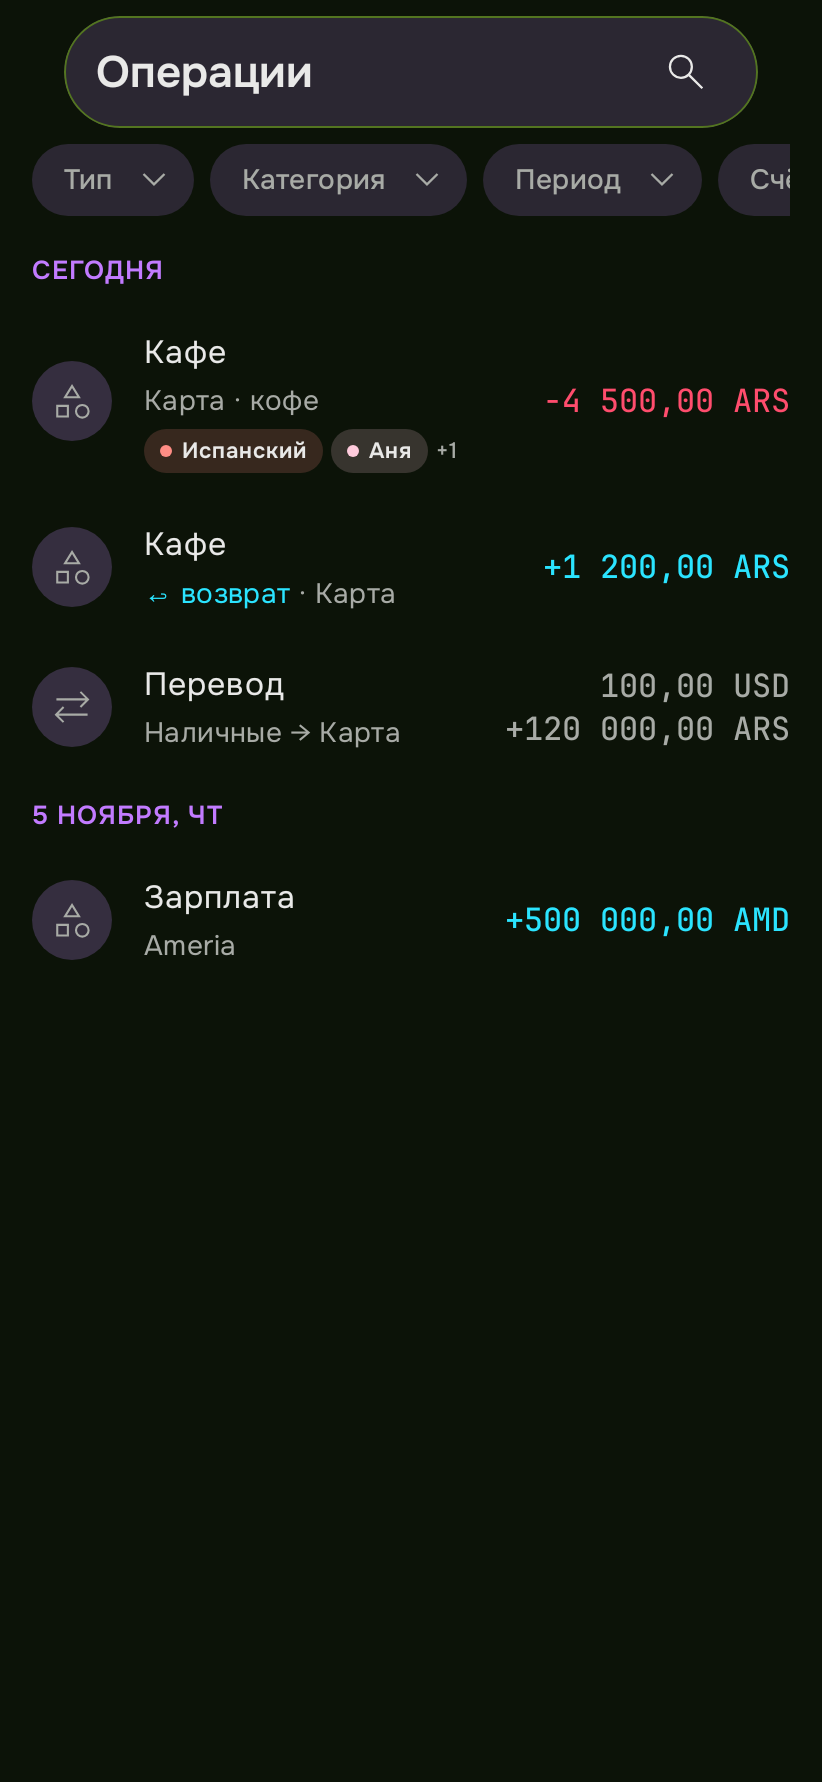 Операции
Тип
Категория
Период
Счё
СЕГОДНЯ
Кафе
Карта · кофе
-4 500,00 ARS
Испанский
Аня
+1
Кафе
↩ возврат · Карта
+1 200,00 ARS
Перевод
100,00 USD
Наличные → Карта
+120 000,00 ARS
5 НОЯБРЯ, ЧТ
Зарплата
+500 000,00 AMD
Ameria